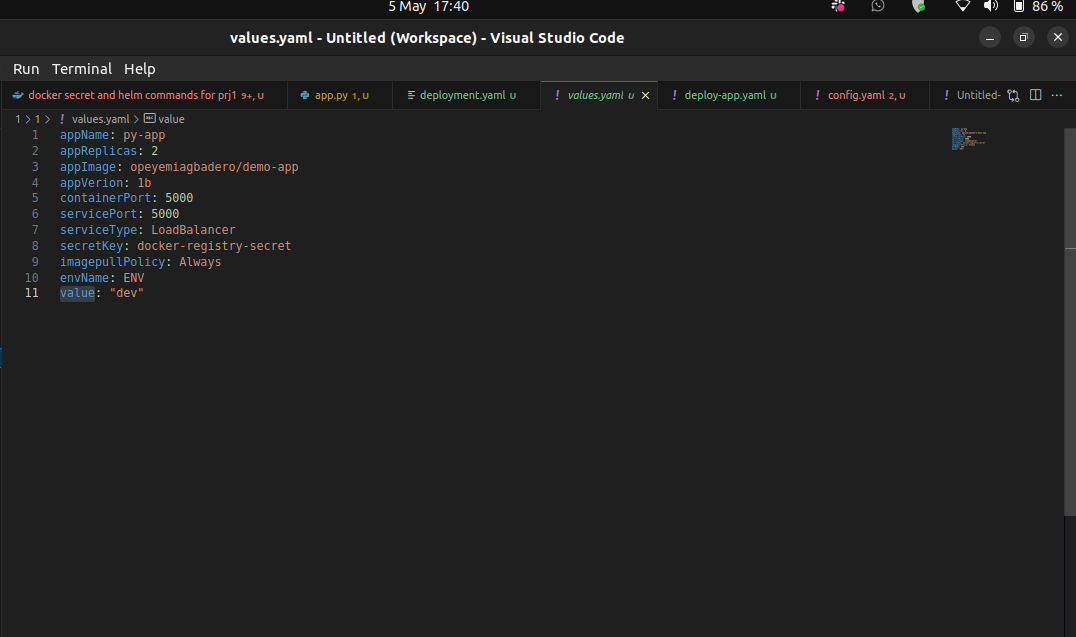 5 May 17:40
86 %
values.yaml - Untitled (Workspace) - Visual Studio Code
Run Terminal Help
docker secret and helm commands for prj1 9+, U
app.py 1, U
deployment.yaml U
values.yaml U
deploy-app.yaml U
config.yaml 2, U
Untitled-
1 > 1 > ! values.yaml > abc value
1 appName: py-app
2 appReplicas: 2
3 appImage: opeyemiagbadero/demo-app
4 appVerion: 1b
5 containerPort: 5000
6 servicePort: 5000
7 serviceType: LoadBalancer
8 secretKey: docker-registry-secret
9 imagepullPolicy: Always
10 envName: ENV
11 value: "dev"